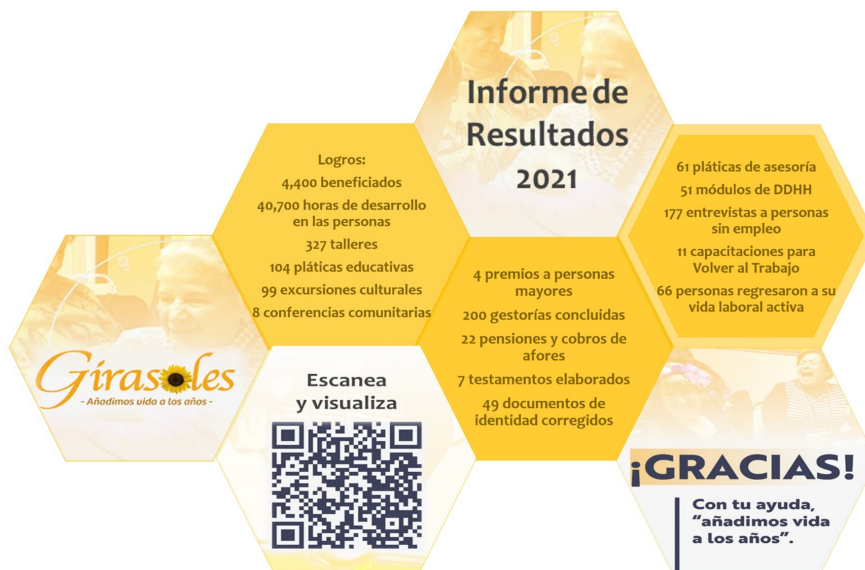 Informe de
Resultados
2021
Logros:
4,400 beneficiados
40,700 horas de desarrollo
en las personas
327 talleres
104 pláticas educativas
99 excursiones culturales
8 conferencias comunitarias
61 pláticas de asesoría
51 módulos de DDHH
177 entrevistas a personas
sin empleo
11 capacitaciones para
Volver al Trabajo
66 personas regresaron a su
vida laboral activa
4 premios a personas
mayores
200 gestorías concluidas
22 pensiones y cobros de
afores
7 testamentos elaborados
49 documentos de
identidad corregidos
Girasoles
- Añadimos vida a los años -
Escanea
y visualiza
¡GRACIAS!
Con tu ayuda,
“añadimos vida
a los años”.